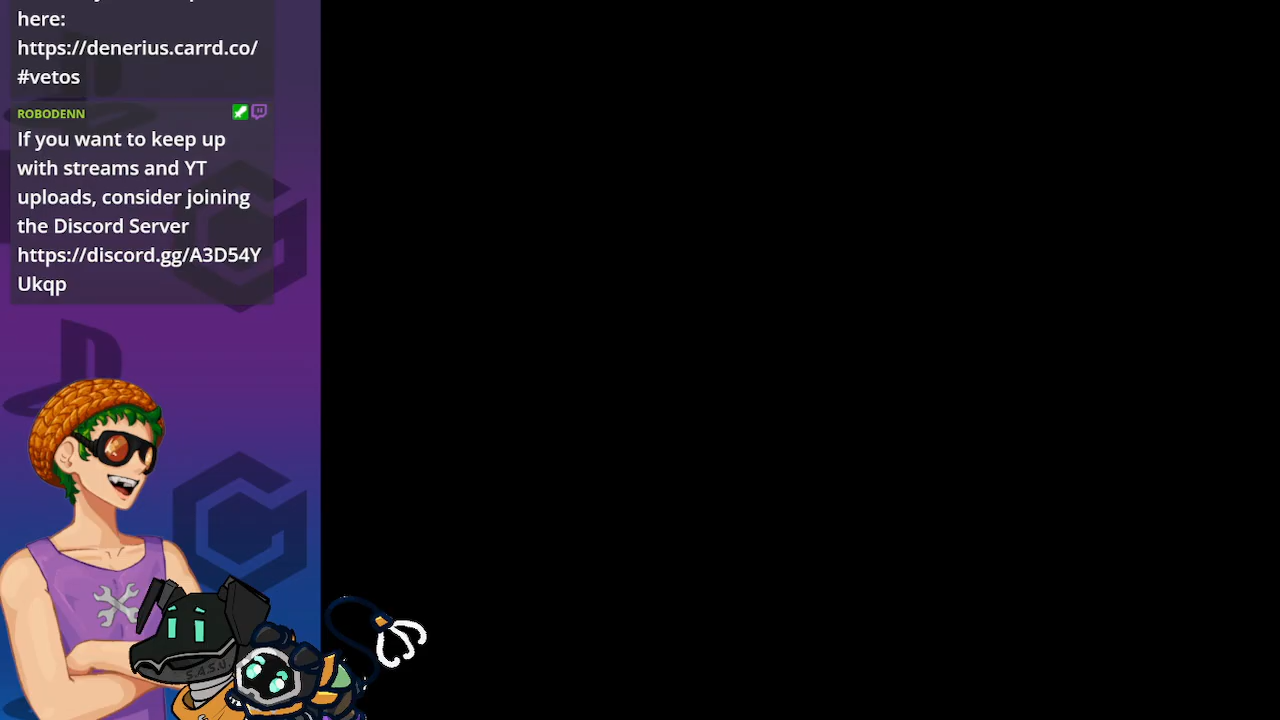 here:
https://denerius.carrd.co/
#vetos
ROBODENN
If you want to keep up
with streams and YT
uploads, consider joining
the Discord Server
https://discord.gg/A3D54Y
Ukqp
S.A.S.U.